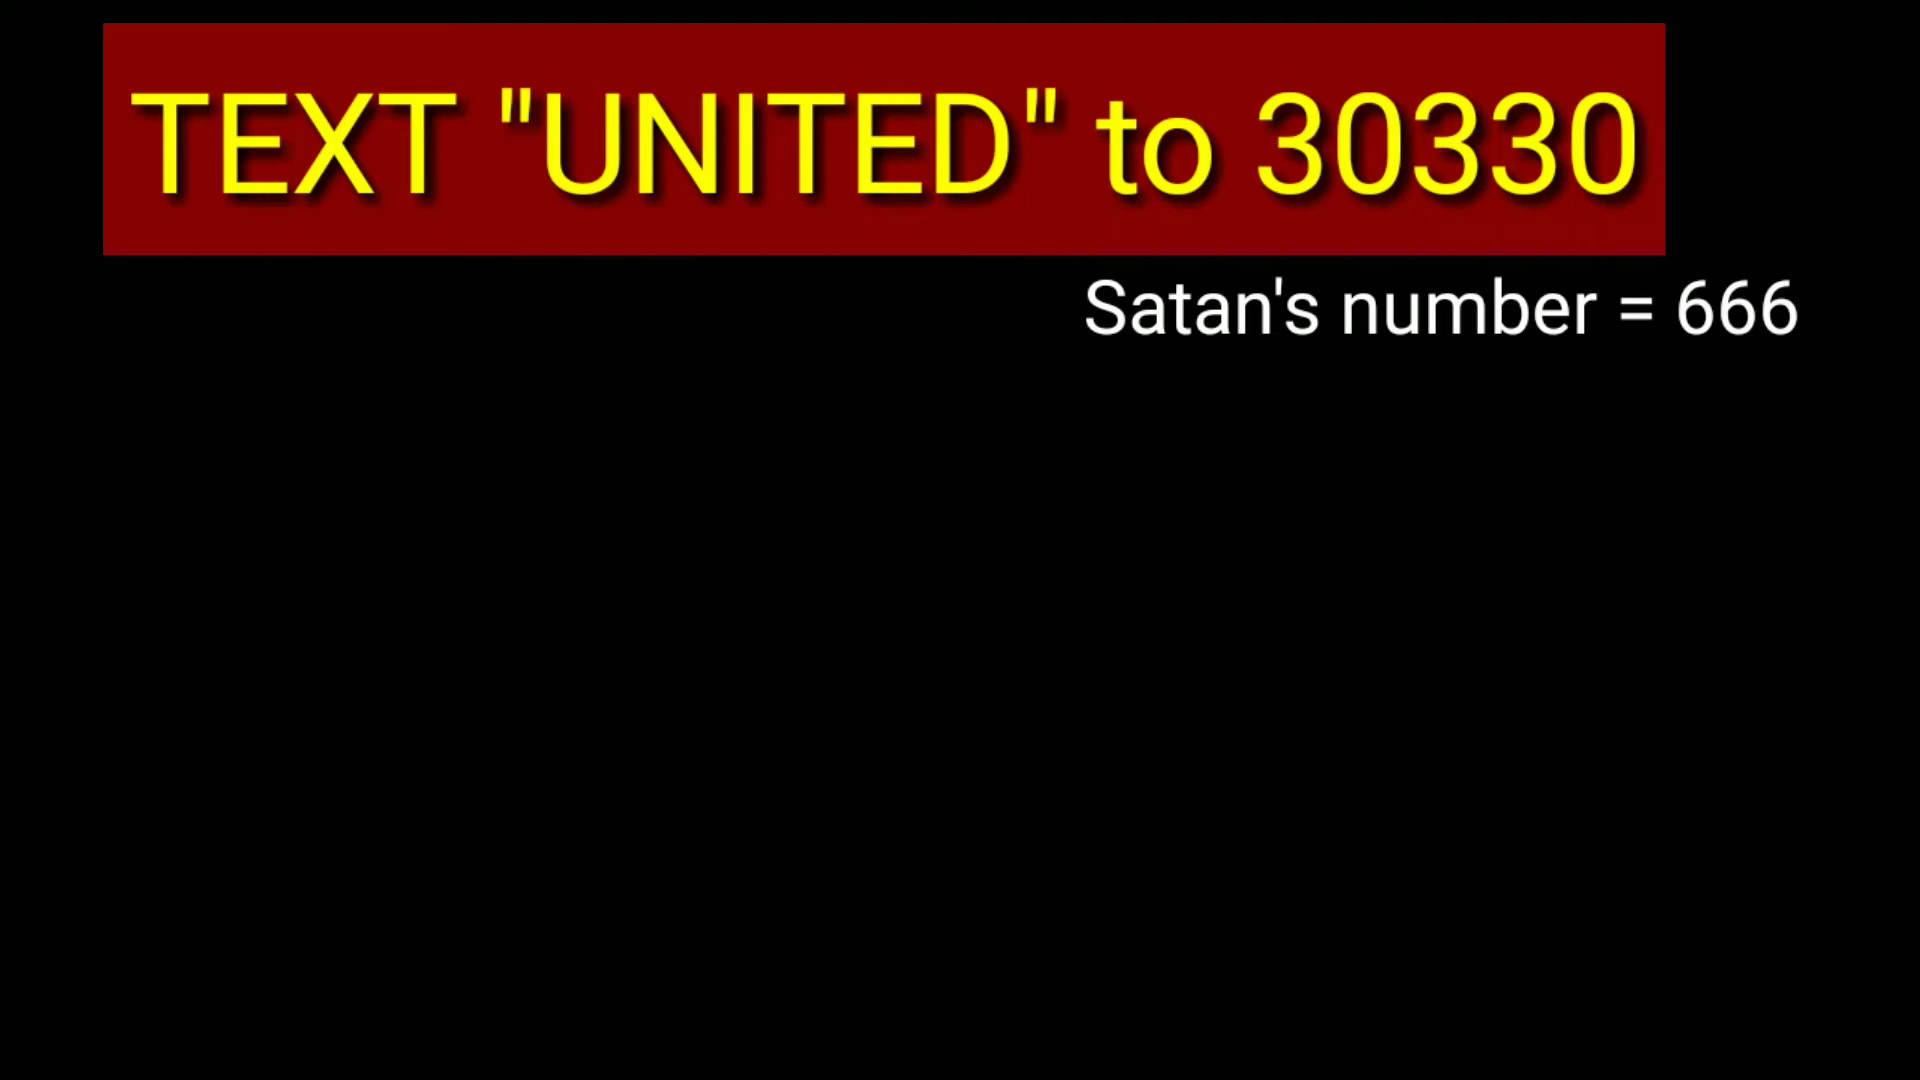 TEXT "UNITED" to 30330
Satan's number = 666